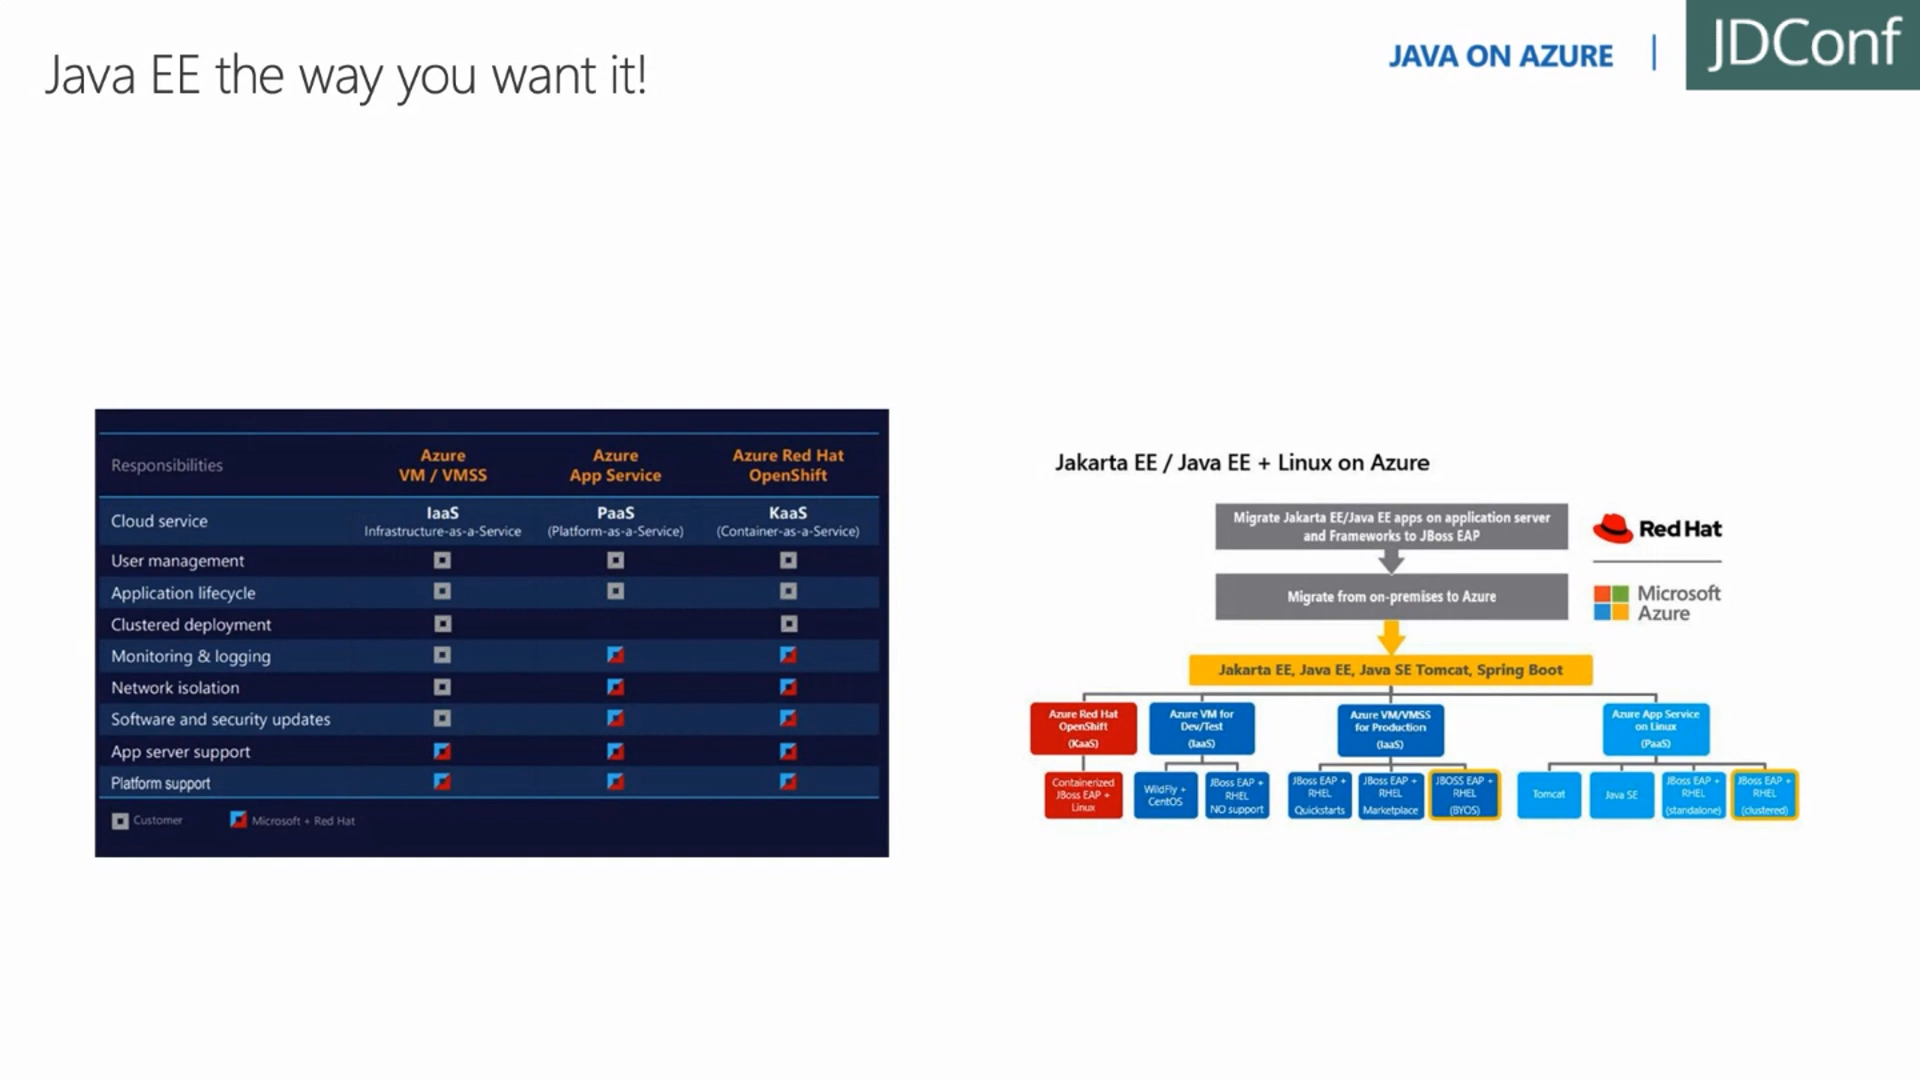 Java EE the way you want it!
JAVA ON AZURE |
JDConf
Responsibilities
Azure
VM / VMSS
Azure
App Service
Azure Red Hat
OpenShift
Cloud service
IaaS
Infrastructure-as-a-Service
PaaS
(Platform-as-a-Service)
KaaS
(Container-as-a-Service)
User management
Application lifecycle
Clustered deployment
Monitoring & logging
Network isolation
Software and security updates
App server support
Platform support
Customer
Microsoft + Red Hat
Jakarta EE / Java EE + Linux on Azure
Migrate Jakarta EE/Java EE apps on application server
and Frameworks to JBoss EAP
Red Hat
Migrate from on-premises to Azure
Microsoft
Azure
Jakarta EE, Java EE, Java SE Tomcat, Spring Boot
Azure Red Hat
OpenShift
(KaaS)
Azure VM for
Dev/Test
(IaaS)
Azure VM/VMSS
for Production
(IaaS)
Azure App Service
on Linux
(PaaS)
Containerized
JBoss EAP +
Linux
WildFly +
CentOS
JBoss EAP +
RHEL
NO support
JBoss EAP +
RHEL
Quickstarts
JBoss EAP +
RHEL
Marketplace
JBOSS EAP +
RHEL
(BYOS)
Tomcat
Java SE
JBoss EAP +
RHEL
(standalone)
JBoss EAP +
RHEL
(clustered)